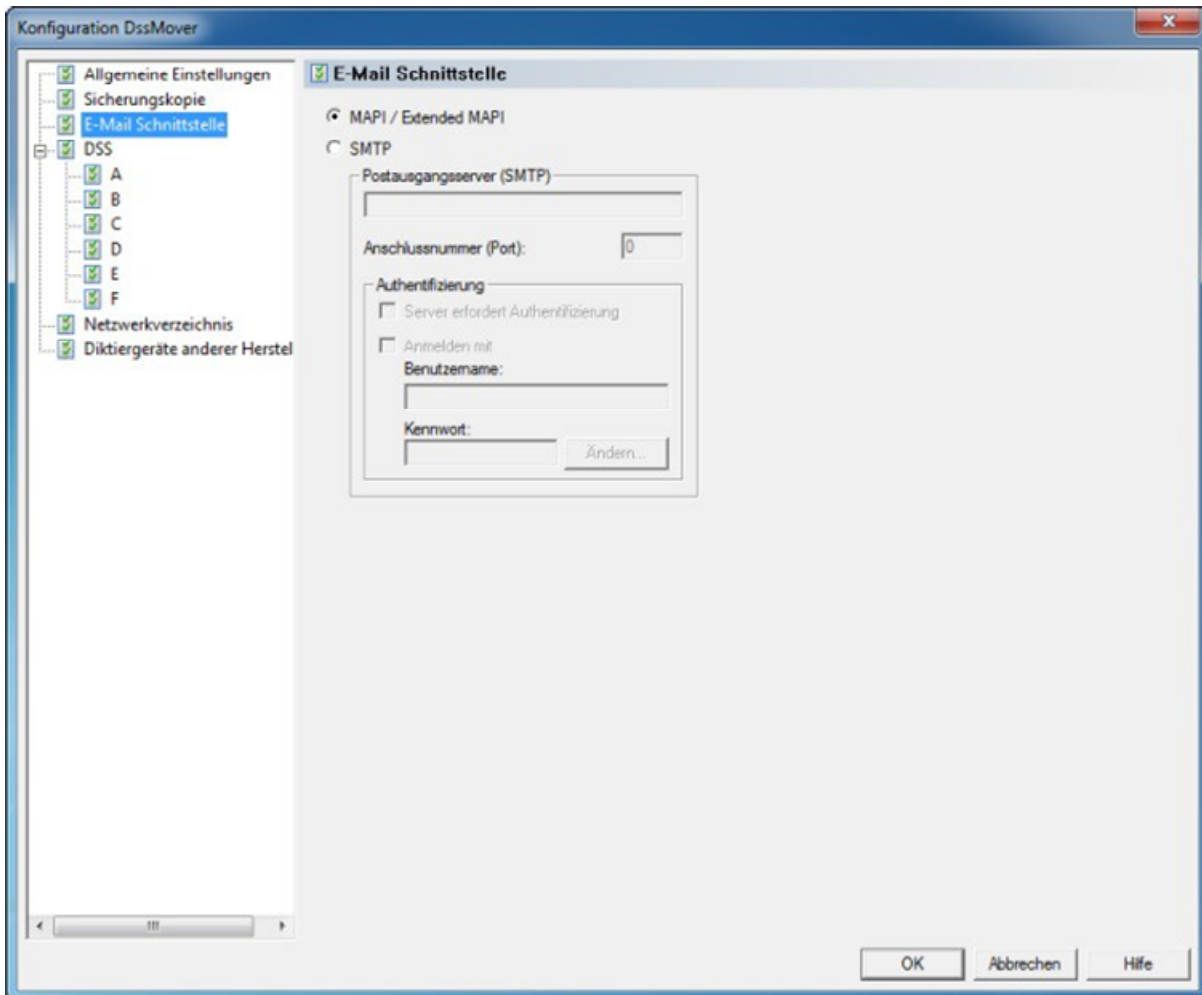 Konfiguration DssMover
Allgemeine Einstellungen
Sicherungskopie
E-Mail Schnittstelle
DSS
A
B
C
D
E
F
Netzwerkverzeichnis
Diktiergeräte anderer Herstel
E-Mail Schnittstelle
MAPI / Extended MAPI
SMTP
Postausgangsserver (SMTP)
Anschlussnummer (Port): 0
Authentifizierung
Server erfordert Authentifizierung
Anmelden mit
Benutzername:
Kennwort:
Ändern...
OK Abbrechen Hilfe